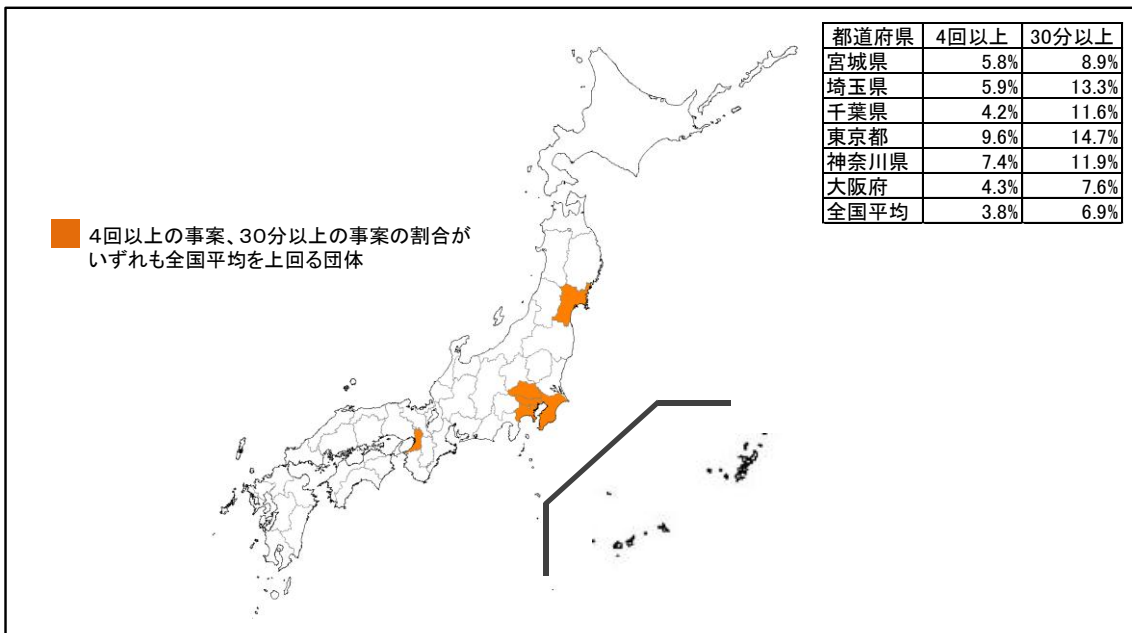 都道府県 4回以上 30分以上
宮城県 5.8% 8.9%
埼玉県 5.9% 13.3%
千葉県 4.2% 11.6%
東京都 9.6% 14.7%
神奈川県 7.4% 11.9%
大阪府 4.3% 7.6%
全国平均 3.8% 6.9%
4回以上の事案、30分以上の事案の割合が
いずれも全国平均を上回る団体